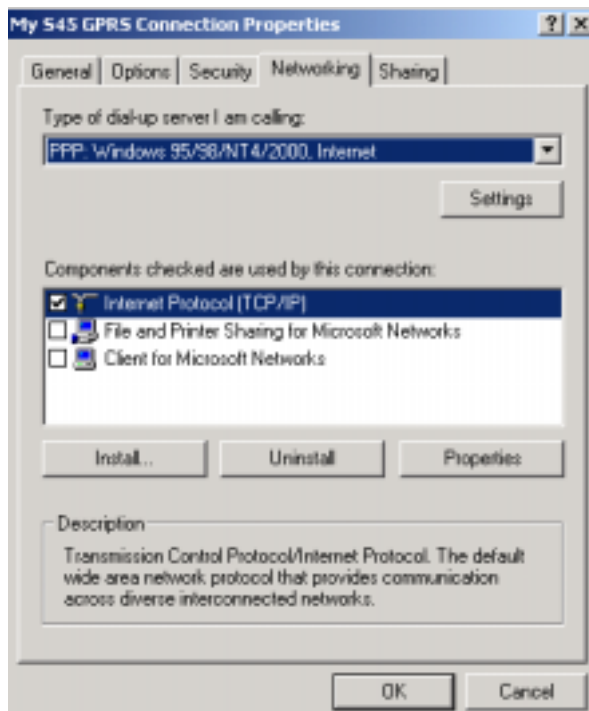 My S45 GPRS Connection Properties
General Options Security Networking Sharing
Type of dial-up server I am calling:
PPP: Windows 95/98/NT4/2000, Internet
Settings
Components checked are used by this connection:
Internet Protocol (TCP/IP)
File and Printer Sharing for Microsoft Networks
Client for Microsoft Networks
Install... Uninstall Properties
Description
Transmission Control Protocol/Internet Protocol. The default
wide area network protocol that provides communication
across diverse interconnected networks.
OK Cancel